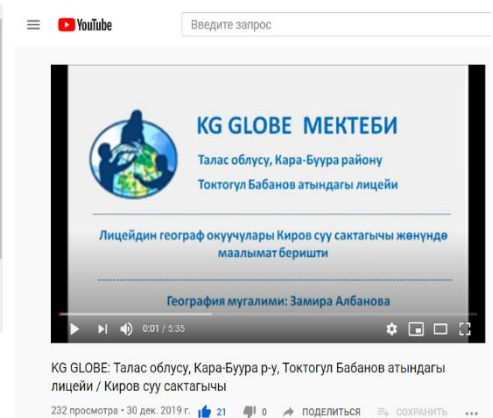 YouTube
Введите запрос
KG GLOBE МЕКТЕБИ
Талас облусу, Кара-Буура району
Токтогул Бабанов атындагы лицейи
Лицейдин географ окуучулары Киров суу сактагычы жөнүндө
маалымат беришти
География мугалими: Замира Албанова
0:01 / 5:35
KG GLOBE: Талас облусу, Кара-Буура р-у, Токтогул Бабанов атындагы
лицейи / Киров суу сактагычы
232 просмотра • 30 дек. 2019 г. 21 0 ПОДЕЛИТЬСЯ СОХРАНИТЬ ...